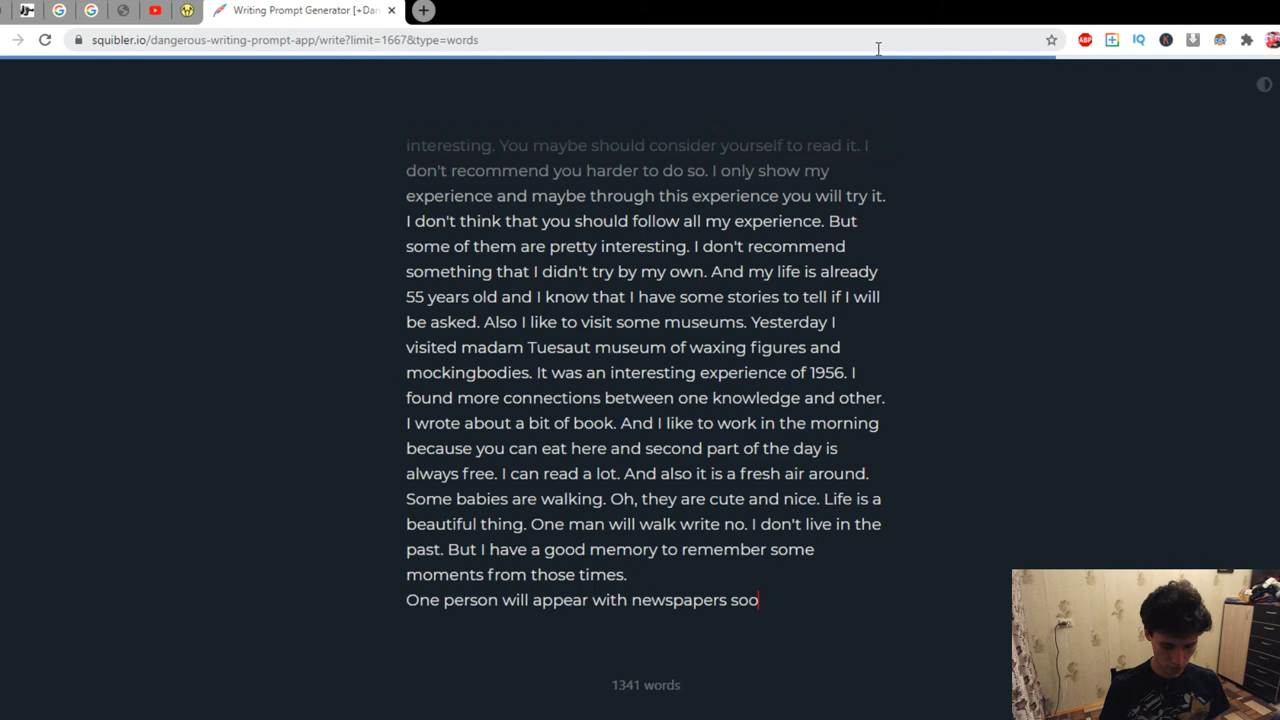 Writing Prompt Generator [+Dan
squibler.io/dangerous-writing-prompt-app/write?limit=1667&type=words
ABP
IQ
K
interesting. You maybe should consider yourself to read it. I
don't recommend you harder to do so. I only show my
experience and maybe through this experience you will try it.
I don't think that you should follow all my experience. But
some of them are pretty interesting. I don't recommend
something that I didn't try by my own. And my life is already
55 years old and I know that I have some stories to tell if I will
be asked. Also I like to visit some museums. Yesterday I
visited madam Tuesaut museum of waxing figures and
mockingbodies. It was an interesting experience of 1956. I
found more connections between one knowledge and other.
I wrote about a bit of book. And I like to work in the morning
because you can eat here and second part of the day is
always free. I can read a lot. And also it is a fresh air around.
Some babies are walking. Oh, they are cute and nice. Life is a
beautiful thing. One man will walk write no. I don't live in the
past. But I have a good memory to remember some
moments from those times.
One person will appear with newspapers soo
1341 words